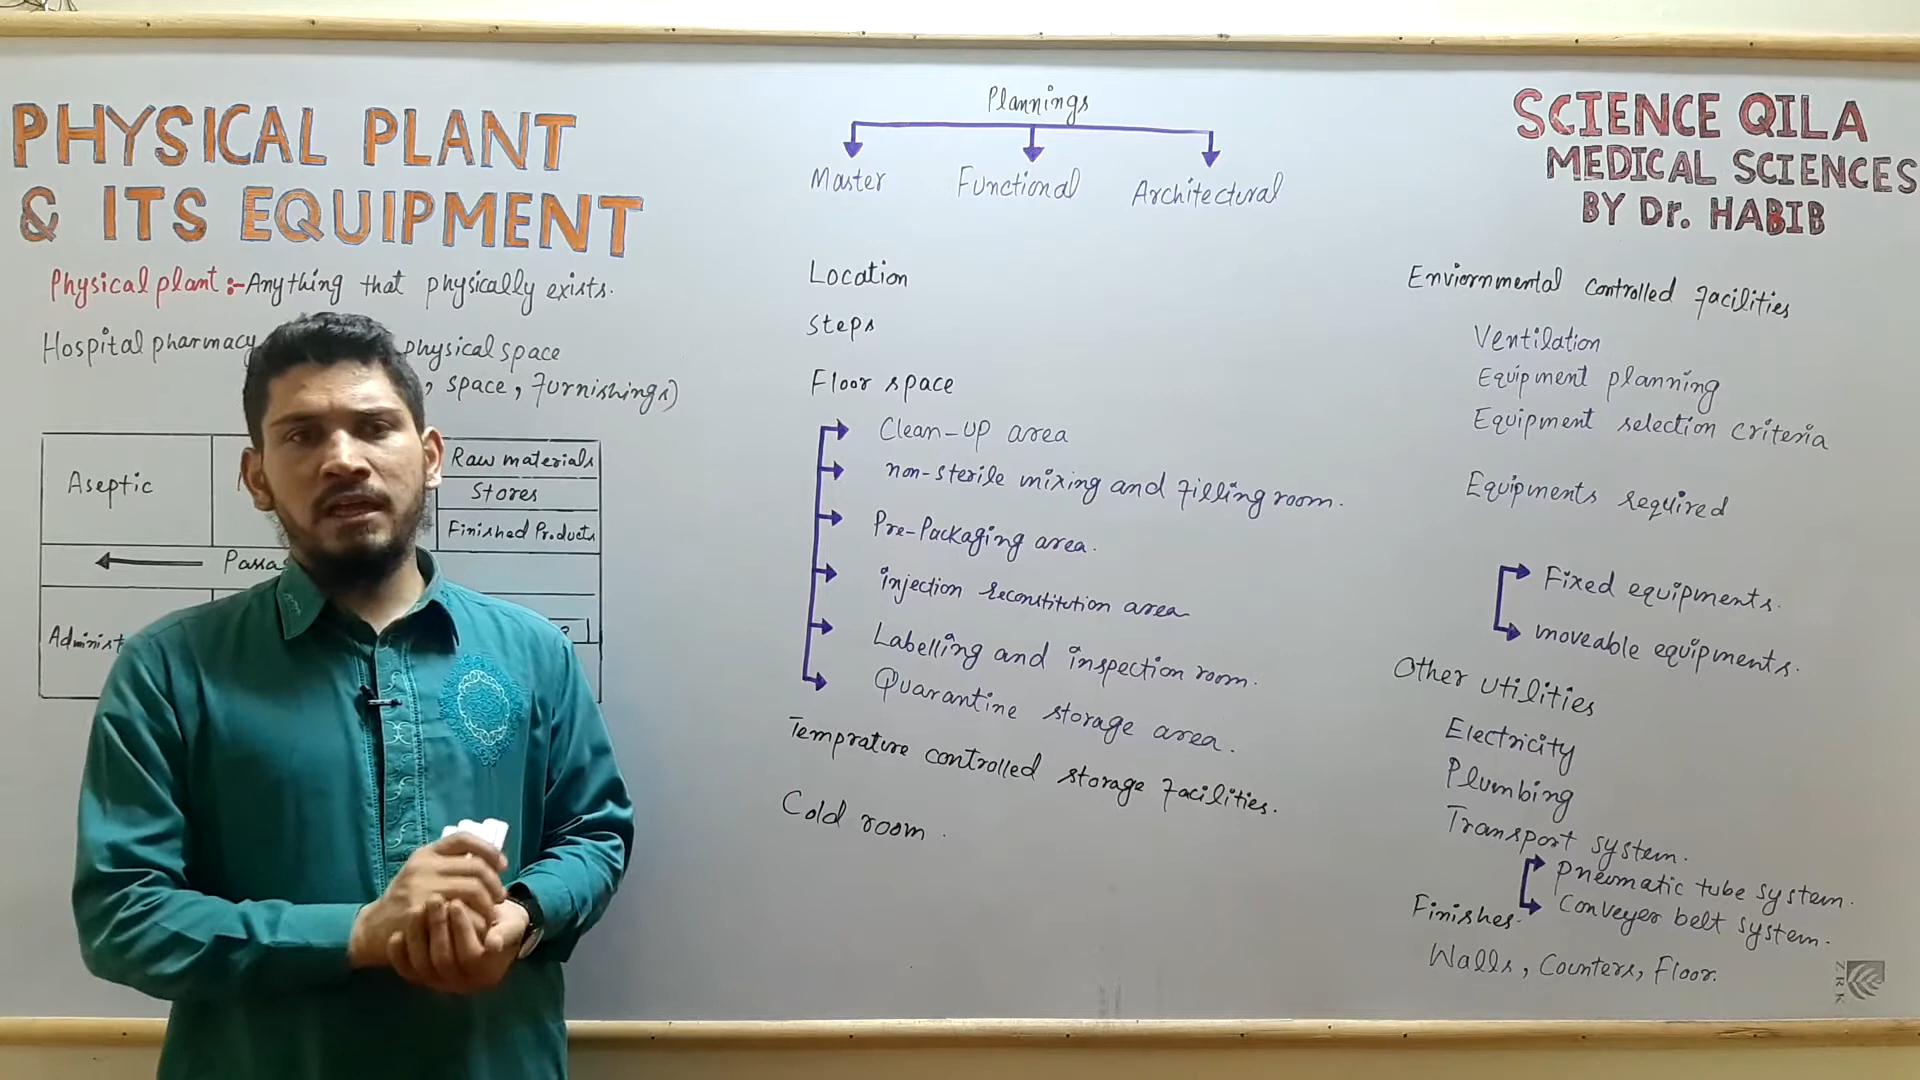 PHYSICAL PLANT
& ITS EQUIPMENT
Physical plant :- Anything that physically exists.
Hospital pharmacy physical space
, space, furnishings)
Aseptic
Raw materials
Stores
Finished Products
Plannings
Master Functional Architectural
Location
Steps
Floor space
Clean-up area
non-sterile mixing and filling room.
Pre-Packaging area.
injection reconstitution area
Labelling and inspection room.
Quarantine storage area.
Temprature controlled storage facilities.
Cold room.
SCIENCE QILA
MEDICAL SCIENCES
BY Dr. HABIB
Enviornmental controlled facilities
Ventilation
Equipment planning
Equipment selection criteria
Equipments required
Fixed equipments.
moveable equipments.
Other utilities
Electricity
Plumbing
Transport system.
Pneumatic tube system.
Conveyer belt system.
Finishes.
Walls, Counters, Floor.
ZRK